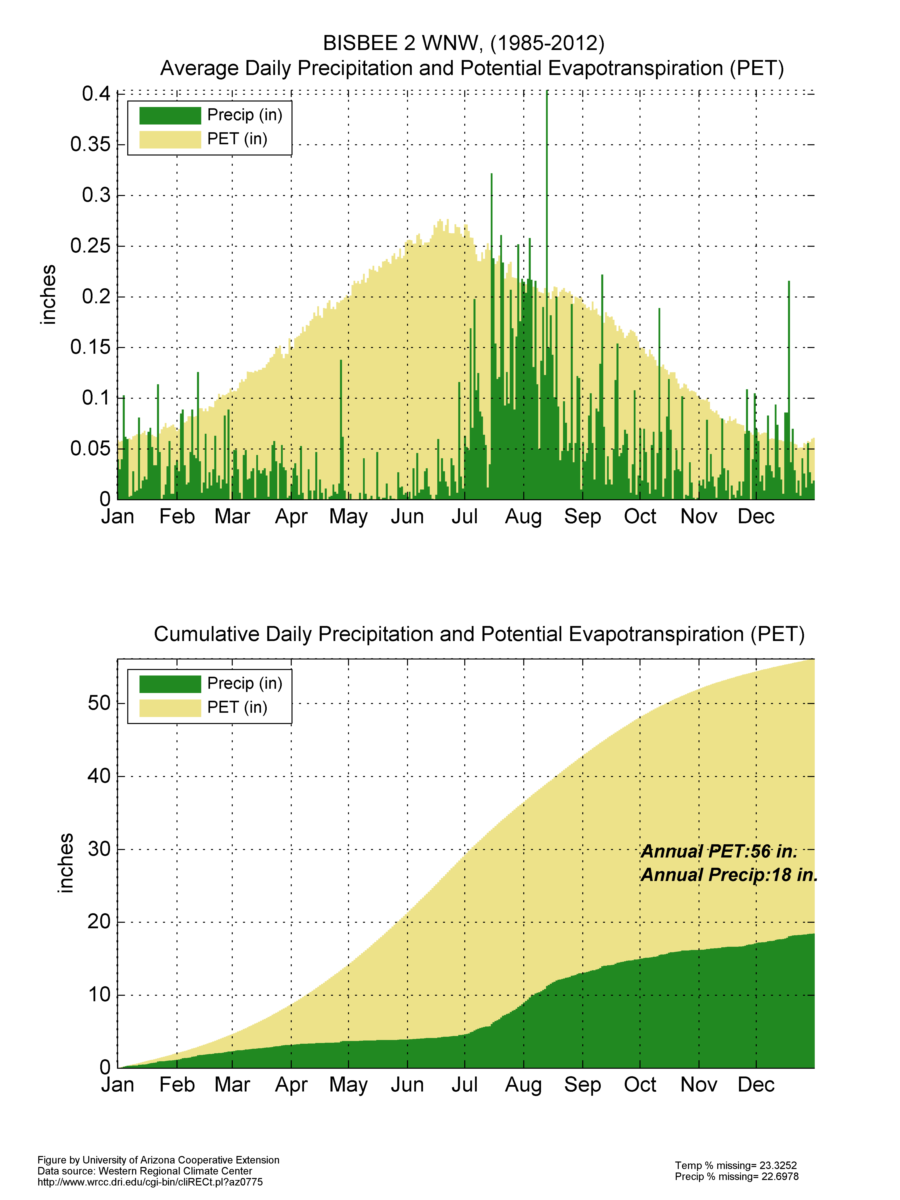 BISBEE 2 WNW, (1985-2012)
Average Daily Precipitation and Potential Evapotranspiration (PET)
Precip (in)
PET (in)
inches
0.4
0.35
0.3
0.25
0.2
0.15
0.1
0.05
0
Jan Feb Mar Apr May Jun Jul Aug Sep Oct Nov Dec
Cumulative Daily Precipitation and Potential Evapotranspiration (PET)
Precip (in)
PET (in)
inches
50
40
30
20
10
0
Annual PET:56 in.
Annual Precip:18 in.
Jan Feb Mar Apr May Jun Jul Aug Sep Oct Nov Dec
Figure by University of Arizona Cooperative Extension
Data source: Western Regional Climate Center
http://www.wrcc.dri.edu/cgi-bin/cliRECt.pl?az0775
Temp % missing= 23.3252
Precip % missing= 22.6978